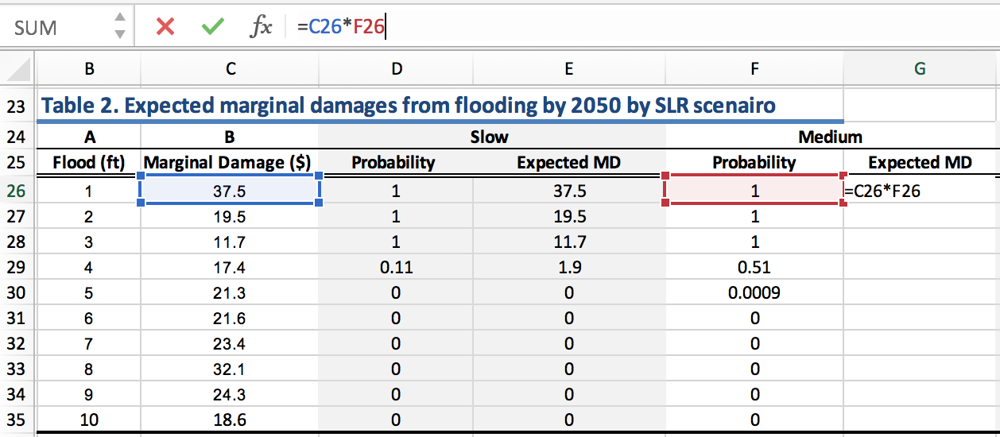 SUM fx =C26*F26
B C D E F G
23 Table 2. Expected marginal damages from flooding by 2050 by SLR scenairo
24 A B Slow Medium
25 Flood (ft) Marginal Damage ($) Probability Expected MD Probability Expected MD
26 1 37.5 1 37.5 1 =C26*F26
27 2 19.5 1 19.5 1
28 3 11.7 1 11.7 1
29 4 17.4 0.11 1.9 0.51
30 5 21.3 0 0 0.0009
31 6 21.6 0 0 0
32 7 23.4 0 0 0
33 8 32.1 0 0 0
34 9 24.3 0 0 0
35 10 18.6 0 0 0